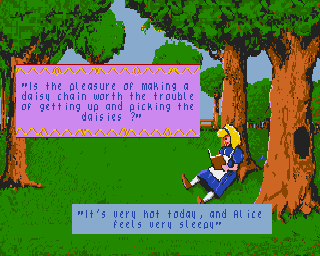 "Is the pleasure of making a
daisy chain worth the trouble
of getting up and picking the
daisies ?"
"It's very hot today, and Alice
feels very sleepy"